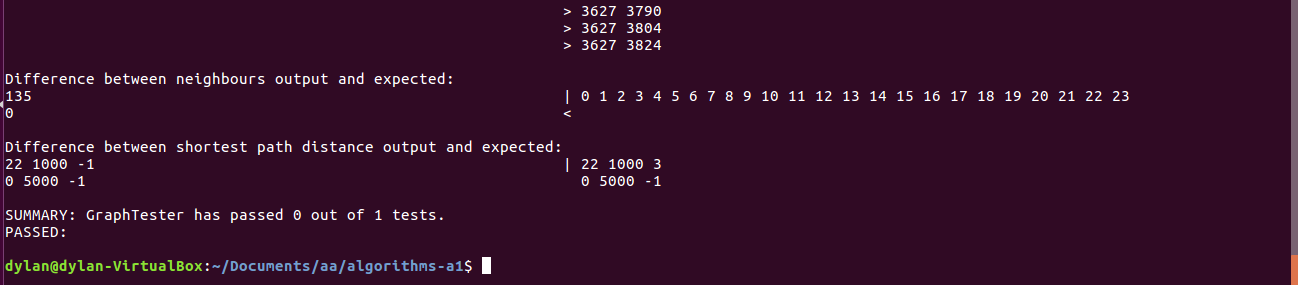 > 3627 3790
> 3627 3804
> 3627 3824
Difference between neighbours output and expected:
135 | 0 1 2 3 4 5 6 7 8 9 10 11 12 13 14 15 16 17 18 19 20 21 22 23
0 <
Difference between shortest path distance output and expected:
22 1000 -1 | 22 1000 3
0 5000 -1 0 5000 -1
SUMMARY: GraphTester has passed 0 out of 1 tests.
PASSED:
dylan@dylan-VirtualBox:~/Documents/aa/algorithms-a1$